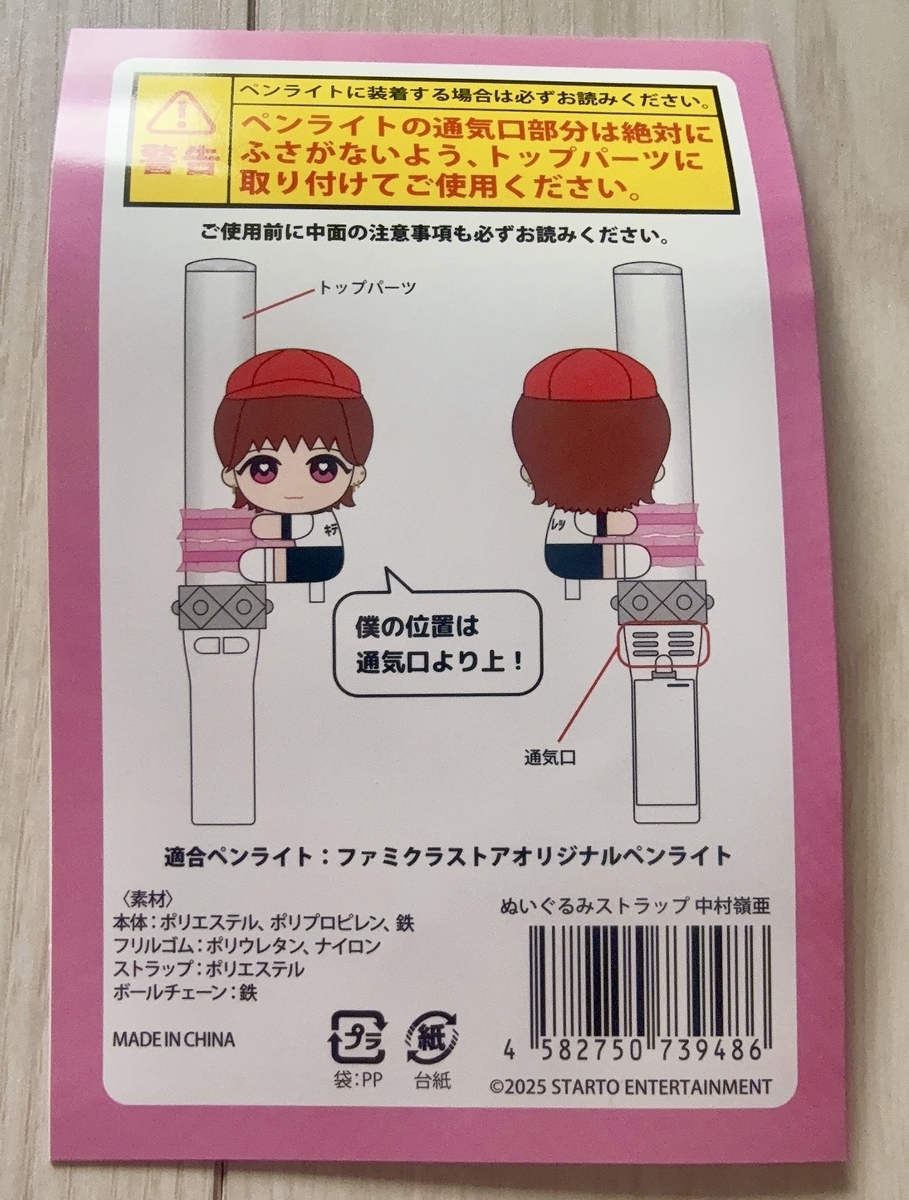 ペンライトに装着する場合は必ずお読みください。
警告
ペンライトの通気口部分は絶対に
ふさがないよう、トップパーツに
取り付けてご使用ください。
ご使用前に中面の注意事項も必ずお読みください。
トップパーツ
キテ
レツ
僕の位置は
通気口より上！
通気口
適合ペンライト：ファミクラストアオリジナルペンライト
〈素材〉
本体：ポリエステル、ポリプロピレン、鉄
フリルゴム：ポリウレタン、ナイロン
ストラップ：ポリエステル
ボールチェーン：鉄
MADE IN CHINA
プラ
袋：PP
紙
台紙
ぬいぐるみストラップ 中村嶺亜
4 582750 739486
©2025 STARTO ENTERTAINMENT